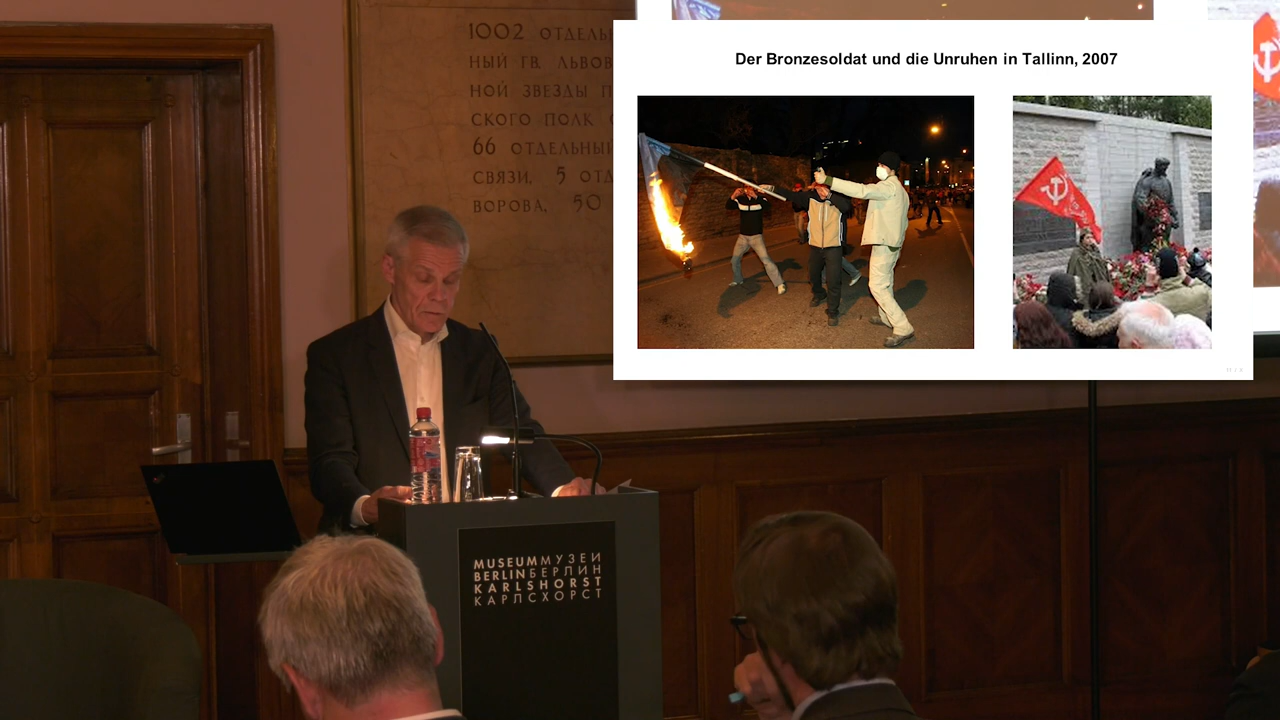 1002 ОТДЕЛЬ
НЫЙ ГВ. ЛЬВОВ
НОЙ ЗВЕЗДЫ П
СКОГО ПОЛК
66 ОТДЕЛЬНЫЙ
СВЯЗИ, 5 ОТД
ВОРОВА, 50
Der Bronzesoldat und die Unruhen in Tallinn, 2007
MUSEUM МУЗЕЙ
BERLIN БЕРЛИН
KARLSHORST
КАРЛСХОРСТ